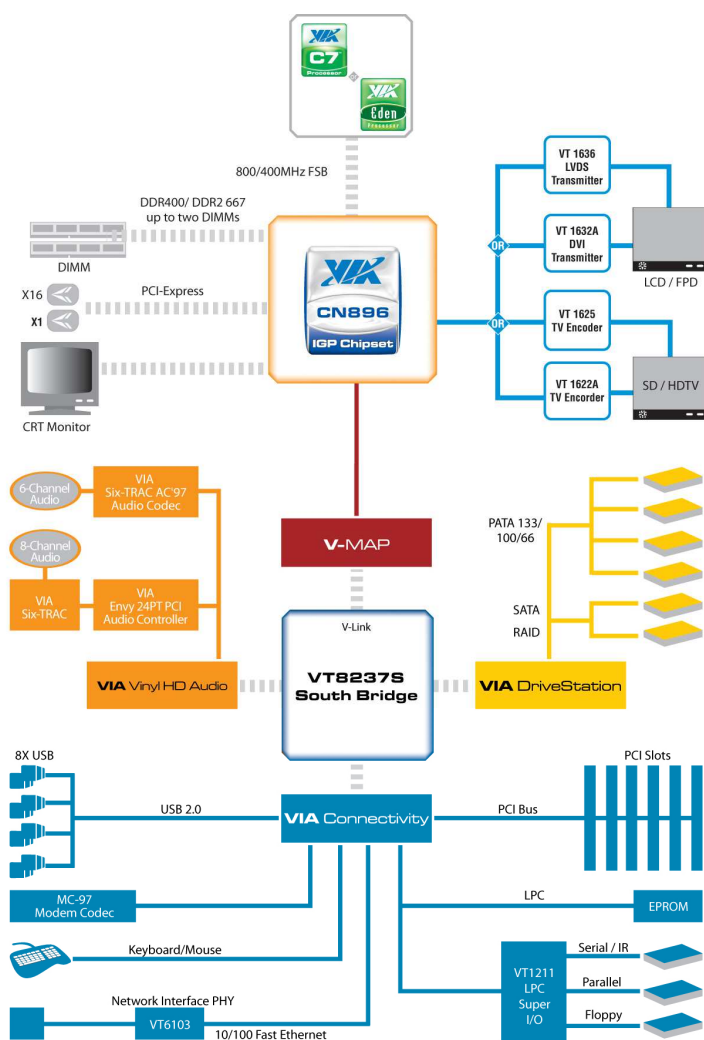 VIA
C7
Processor
VIA
Eden
Processor
800/400MHz FSB
DDR400/ DDR2 667
up to two DIMMs
DIMM
X16
PCI-Express
X1
CRT Monitor
VIA
CN896
IGP Chipset
OR
OR
VT 1636
LVDS
Transmitter
VT 1632A
DVI
Transmitter
LCD / FPD
VT 1625
TV Encoder
VT 1622A
TV Encorder
SD / HDTV
6-Channel
Audio
VIA
Six-TRAC AC'97
Audio Codec
8-Channel
Audio
VIA
Six-TRAC
VIA
Envy 24PT PCI
Audio Controller
V-MAP
PATA 133/
100/66
SATA
RAID
V-Link
VT8237S
South Bridge
VIA Vinyl HD Audio
VIA DriveStation
8X USB
USB 2.0
VIA Connectivity
PCI Bus
PCI Slots
MC-97
Modem Codec
LPC
EPROM
Keyboard/Mouse
VT1211
LPC
Super
I/O
Serial / IR
Parallel
Floppy
Network Interface PHY
VT6103
10/100 Fast Ethernet